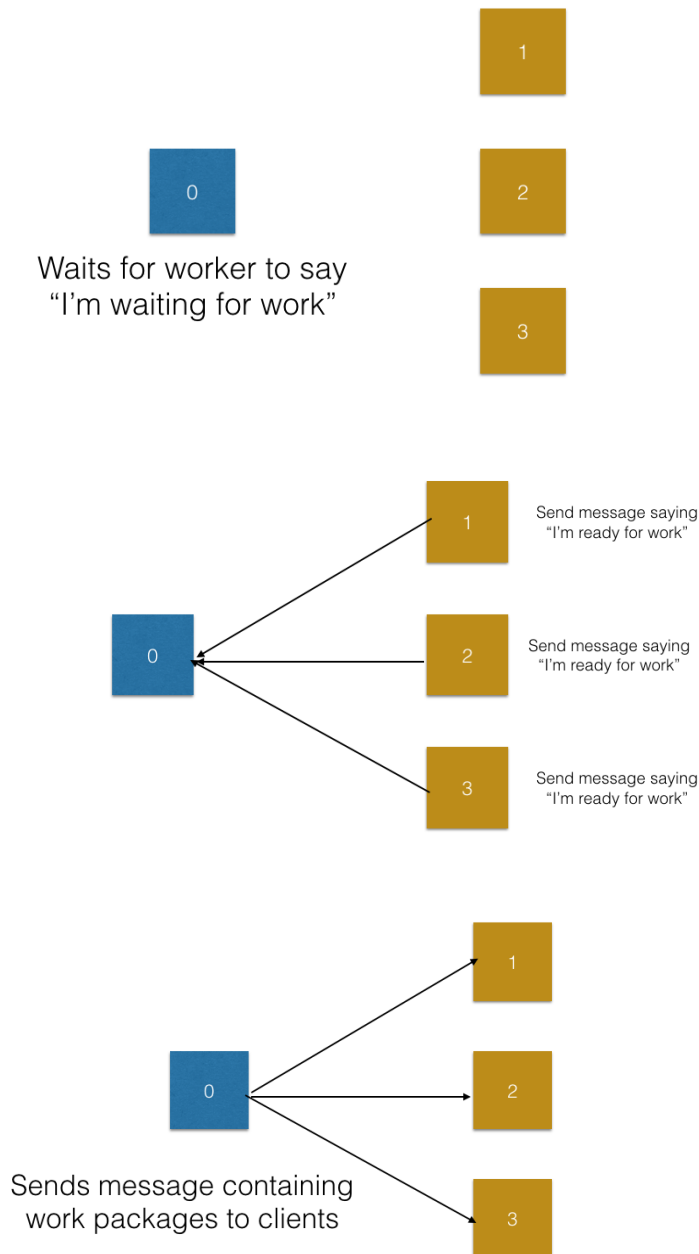 1
0
2
Waits for worker to say
“I’m waiting for work”
3
1
Send message saying
“I’m ready for work”
0
2
Send message saying
“I’m ready for work”
3
Send message saying
“I’m ready for work”
1
0
2
Sends message containing
work packages to clients
3